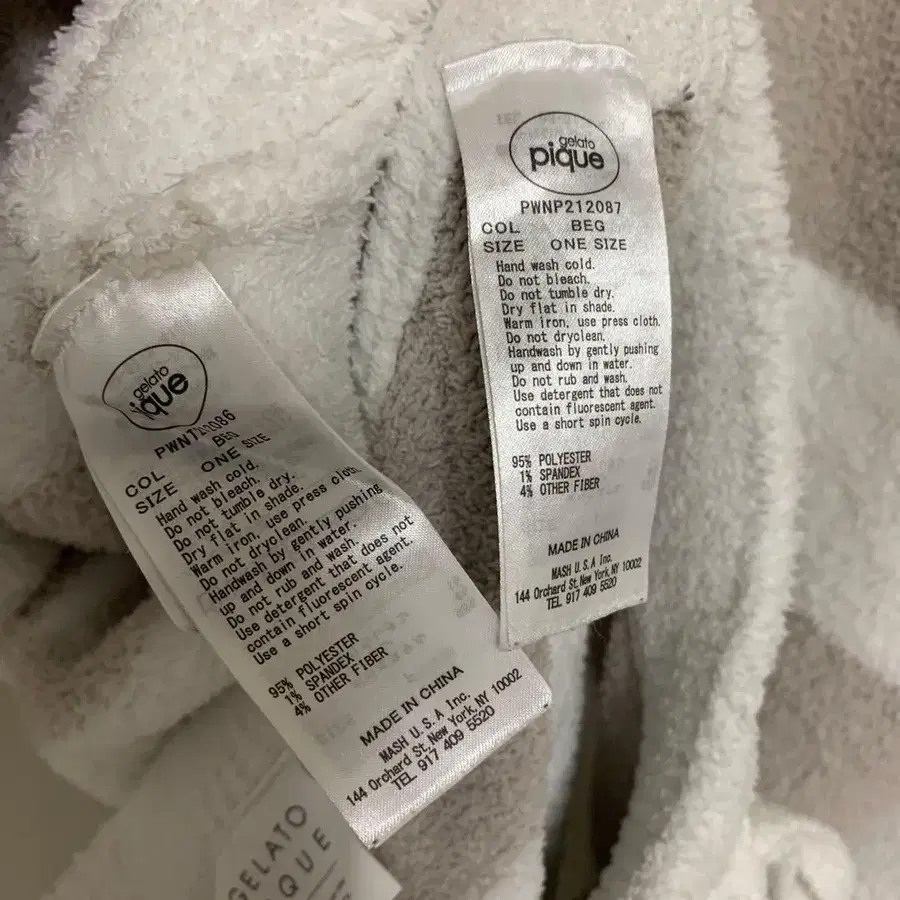 gelato
pique
PWNP212087
COL BEG
SIZE ONE SIZE
Hand wash cold.
Do not bleach.
Do not tumble dry.
Dry flat in shade.
Warm iron, use press cloth.
Do not dryclean.
Handwash by gently pushing
up and down in water.
Do not rub and wash.
Use detergent that does not
contain fluorescent agent.
Use a short spin cycle.
95% POLYESTER
1% SPANDEX
4% OTHER FIBER
MADE IN CHINA
MASH U.S.A Inc.
144 Orchard St, New York, NY 10002
TEL 917 409 5520
gelato
pique
PWNT212086
COL BEG
SIZE ONE SIZE
Hand wash cold.
Do not bleach.
Do not tumble dry.
Dry flat in shade.
Warm iron, use press cloth.
Do not dryclean.
Handwash by gently pushing
up and down in water.
Do not rub and wash.
Use detergent that does not
contain fluorescent agent.
Use a short spin cycle.
95% POLYESTER
1% SPANDEX
4% OTHER FIBER
MADE IN CHINA
MASH U.S.A Inc.
144 Orchard St, New York, NY 10002
TEL 917 409 5520
GELATO
IQUE